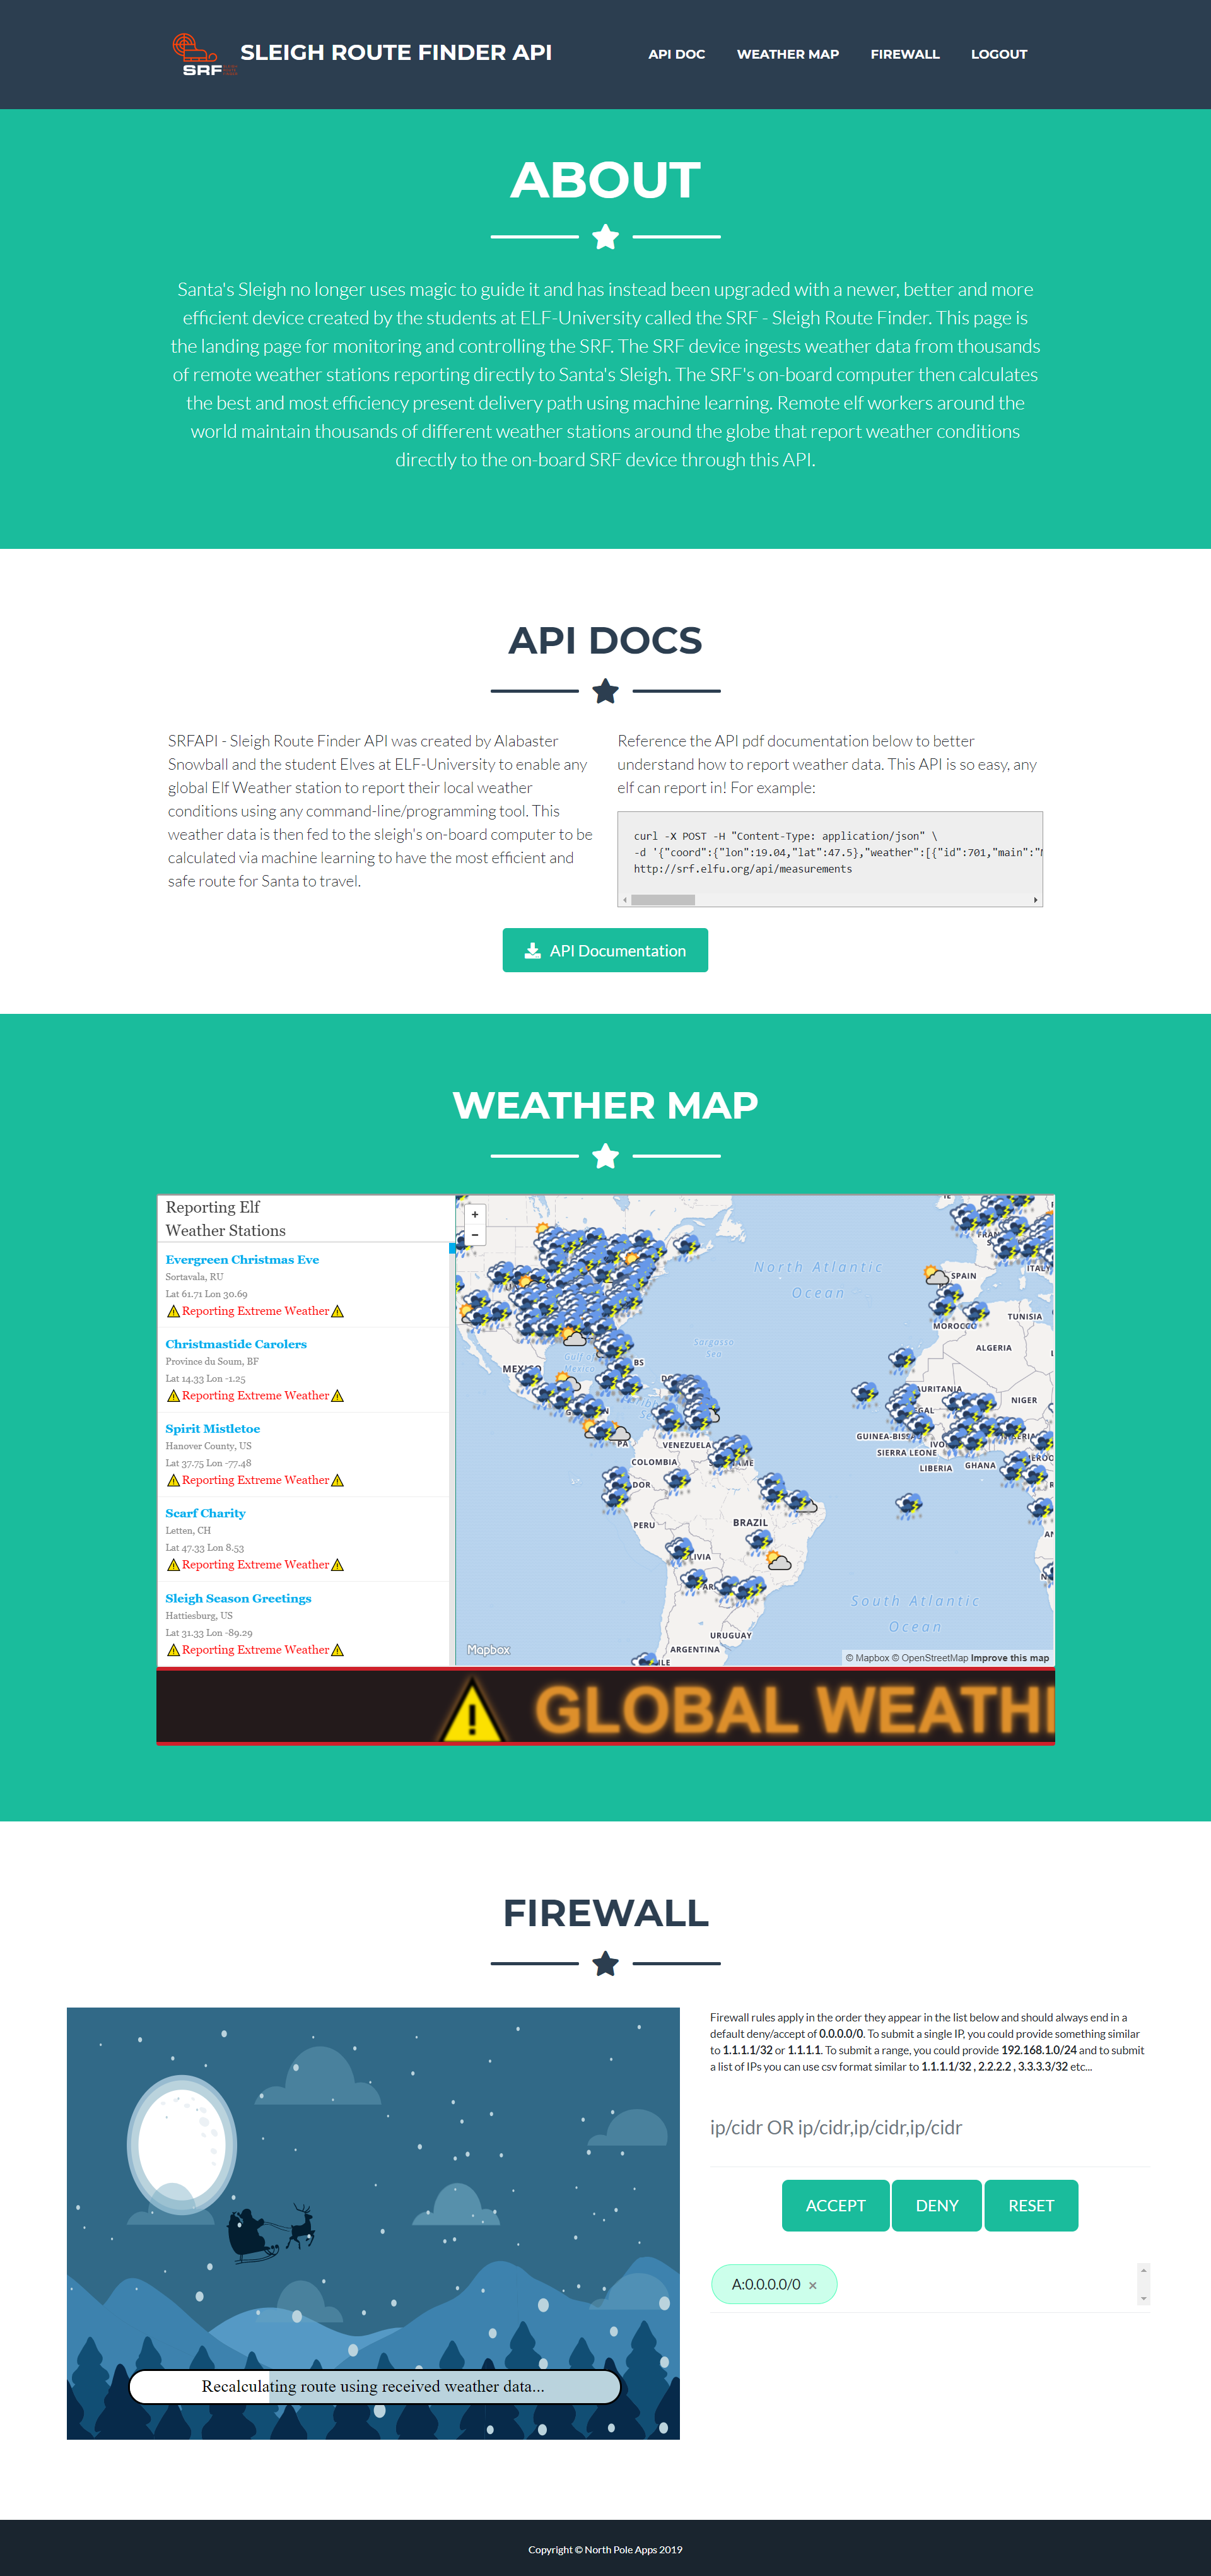 SRF
SLEIGH ROUTE FINDER API
API DOC
WEATHER MAP
FIREWALL
LOGOUT
ABOUT
Santa's Sleigh no longer uses magic to guide it and has instead been upgraded with a newer, better and more
efficient device created by the students at ELF-University called the SRF - Sleigh Route Finder. This page is
the landing page for monitoring and controlling the SRF. The SRF device ingests weather data from thousands
of remote weather stations reporting directly to Santa's Sleigh. The SRF's on-board computer then calculates
the best and most efficiency present delivery path using machine learning. Remote elf workers around the
world maintain thousands of different weather stations around the globe that report weather conditions
directly to the on-board SRF device through this API.
API DOCS
SRFAPI - Sleigh Route Finder API was created by Alabaster
Snowball and the student Elves at ELF-University to enable any
global Elf Weather station to report their local weather
conditions using any command-line/programming tool. This
weather data is then fed to the sleigh's on-board computer to be
calculated via machine learning to have the most efficient and
safe route for Santa to travel.
Reference the API pdf documentation below to better
understand how to report weather data. This API is so easy, any
elf can report in! For example:
curl -X POST -H "Content-Type: application/json" \
-d '{"coord":{"lon":19.04,"lat":47.5},"weather":[{"id":701,"main":"
http://srf.elfu.org/api/measurements
API Documentation
WEATHER MAP
Reporting Elf
Weather Stations
Evergreen Christmas Eve
Sortavala, RU
Lat 61.71 Lon 30.69
Reporting Extreme Weather
Christmastide Carolers
Province du Soum, BF
Lat 14.33 Lon -1.25
Reporting Extreme Weather
Spirit Mistletoe
Hanover County, US
Lat 37.75 Lon -77.48
Reporting Extreme Weather
Scarf Charity
Letten, CH
Lat 47.33 Lon 8.53
Reporting Extreme Weather
Sleigh Season Greetings
Hattiesburg, US
Lat 31.33 Lon -89.29
Reporting Extreme Weather
+
−
North Atlantic
Ocean
SPAIN
ITALY
TUNISIA
MOROCCO
ALGERIA
Sargasso
Sea
Gulf of
Mexico
MEXICO
NIGER
VENEZUELA
COLOMBIA
SIERRA LEONE
GHANA
LIBERIA
PERU
BRAZIL
South Atlantic
Ocean
URUGUAY
ARGENTINA
Mapbox
© Mapbox © OpenStreetMap Improve this map
GLOBAL WEATH
FIREWALL
Firewall rules apply in the order they appear in the list below and should always end in a
default deny/accept of 0.0.0.0/0. To submit a single IP, you could provide something similar
to 1.1.1.1/32 or 1.1.1.1. To submit a range, you could provide 192.168.1.0/24 and to submit
a list of IPs you can use csv format similar to 1.1.1.1/32 , 2.2.2.2 , 3.3.3.3/32 etc...
ip/cidr OR ip/cidr,ip/cidr,ip/cidr
ACCEPT
DENY
RESET
A:0.0.0.0/0 ×
Recalculating route using received weather data...
Copyright © North Pole Apps 2019